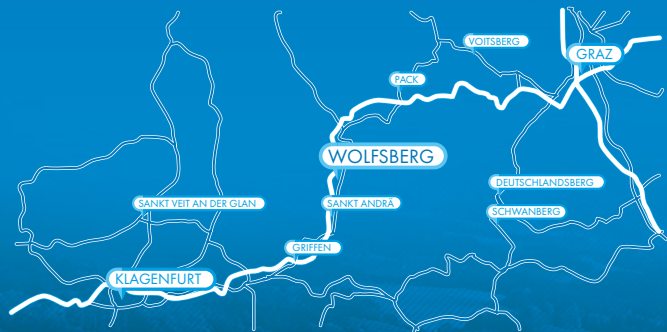 VOITSBERG
GRAZ
PACK
WOLFSBERG
DEUTSCHLANDSBERG
SANKT VEIT AN DER GLAN
SANKT ANDRÄ
SCHWANBERG
GRIFFEN
KLAGENFURT